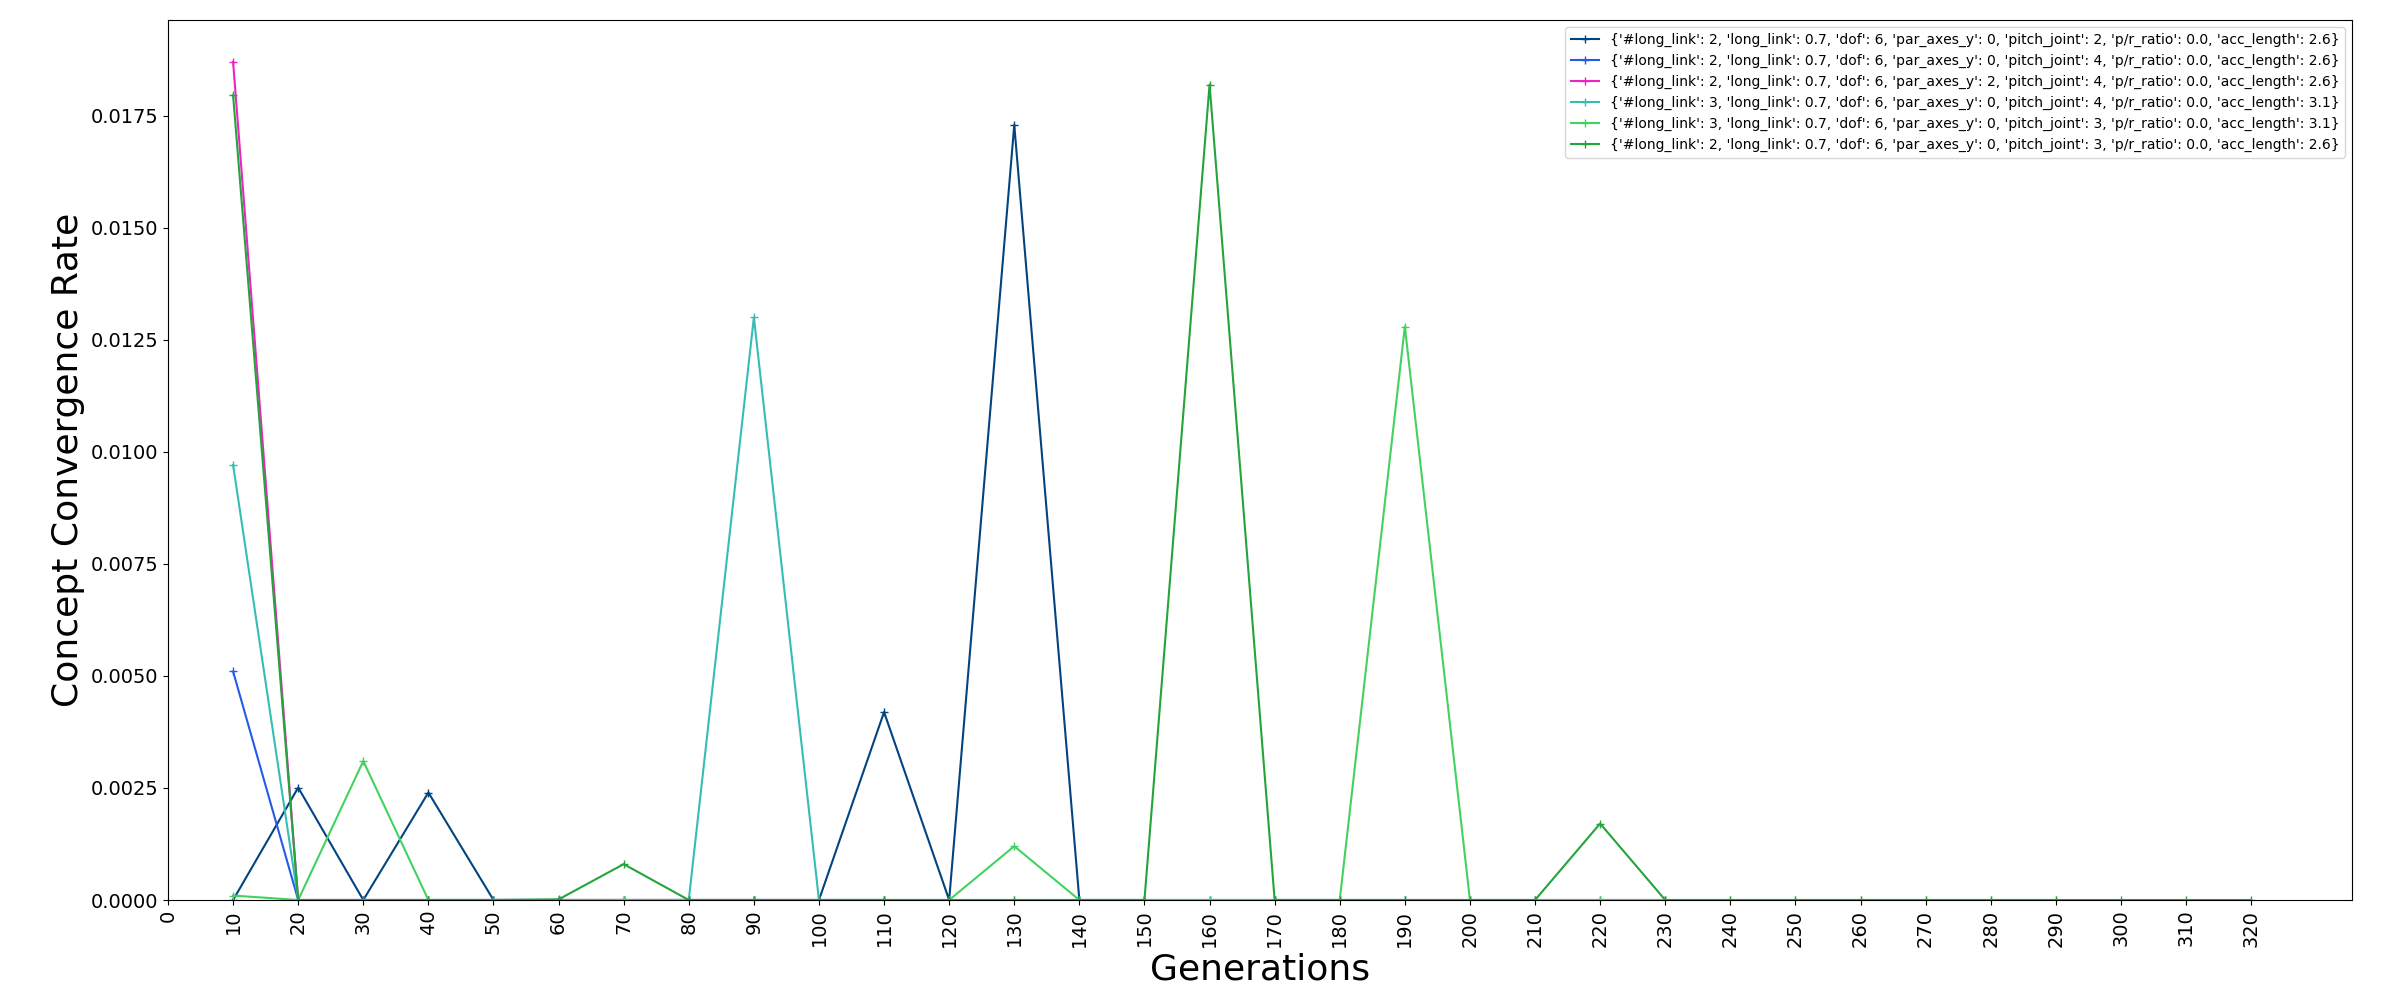 {'#long_link': 2, 'long_link': 0.7, 'dof': 6, 'par_axes_y': 0, 'pitch_joint': 2, 'p/r_ratio': 0.0, 'acc_length': 2.6}
{'#long_link': 2, 'long_link': 0.7, 'dof': 6, 'par_axes_y': 0, 'pitch_joint': 4, 'p/r_ratio': 0.0, 'acc_length': 2.6}
{'#long_link': 2, 'long_link': 0.7, 'dof': 6, 'par_axes_y': 2, 'pitch_joint': 4, 'p/r_ratio': 0.0, 'acc_length': 2.6}
{'#long_link': 3, 'long_link': 0.7, 'dof': 6, 'par_axes_y': 0, 'pitch_joint': 4, 'p/r_ratio': 0.0, 'acc_length': 3.1}
{'#long_link': 3, 'long_link': 0.7, 'dof': 6, 'par_axes_y': 0, 'pitch_joint': 3, 'p/r_ratio': 0.0, 'acc_length': 3.1}
{'#long_link': 2, 'long_link': 0.7, 'dof': 6, 'par_axes_y': 0, 'pitch_joint': 3, 'p/r_ratio': 0.0, 'acc_length': 2.6}
Concept Convergence Rate
0.0175
0.0150
0.0125
0.0100
0.0075
0.0050
0.0025
0.0000
0 10 20 30 40 50 60 70 80 90 100 110 120 130 140 150 160 170 180 190 200 210 220 230 240 250 260 270 280 290 300 310 320
Generations